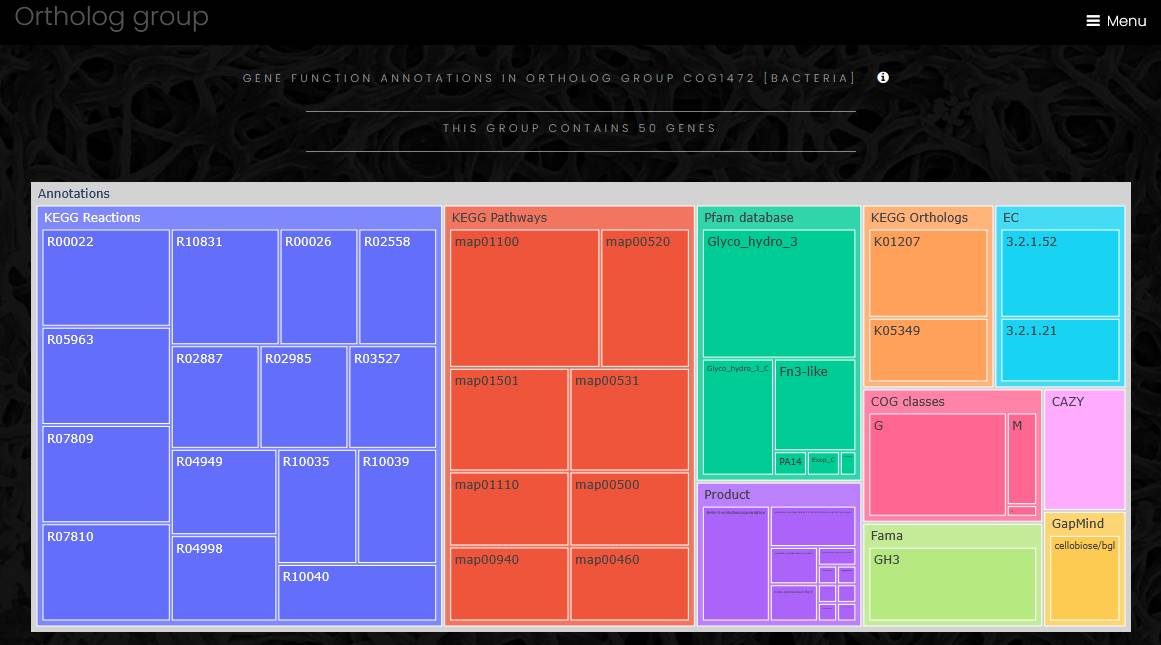 Ortholog group
Menu
GENE FUNCTION ANNOTATIONS IN ORTHOLOG GROUP COG1472 [BACTERIA]
THIS GROUP CONTAINS 50 GENES
Annotations
KEGG Reactions
R00022
R05963
R07809
R07810
R10831
R00026
R02558
R02887
R02985
R03527
R04949
R04998
R10035
R10039
R10040
KEGG Pathways
map01100
map00520
map01501
map00531
map01110
map00500
map00940
map00460
Pfam database
Glyco_hydro_3
Glyco_hydro_3_C
Fn3-like
PA14
Exop_C
Product
KEGG Orthologs
K01207
K05349
EC
3.2.1.52
3.2.1.21
COG classes
G
M
CAZY
Fama
GH3
GapMind
cellobiose/bgl